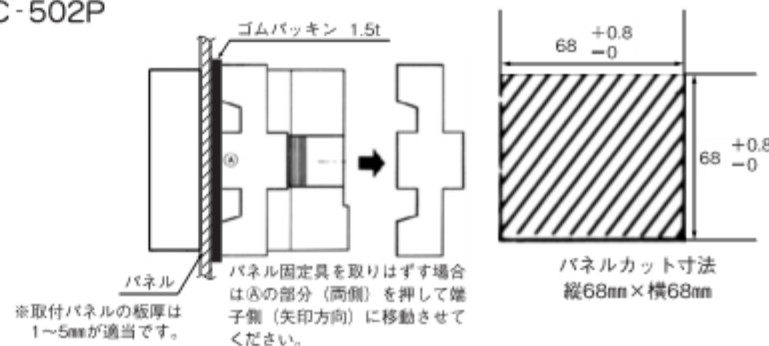 C-502P
ゴムパッキン 1.5t
68 +0.8
−0
68 +0.8
−0
Ⓐ
パネル
※取付パネルの板厚は
1〜5mmが適当です。
パネル固定具を取りはずす場合
はⒶの部分（両側）を押して端
子側（矢印方向）に移動させて
ください。
パネルカット寸法
縦68mm×横68mm